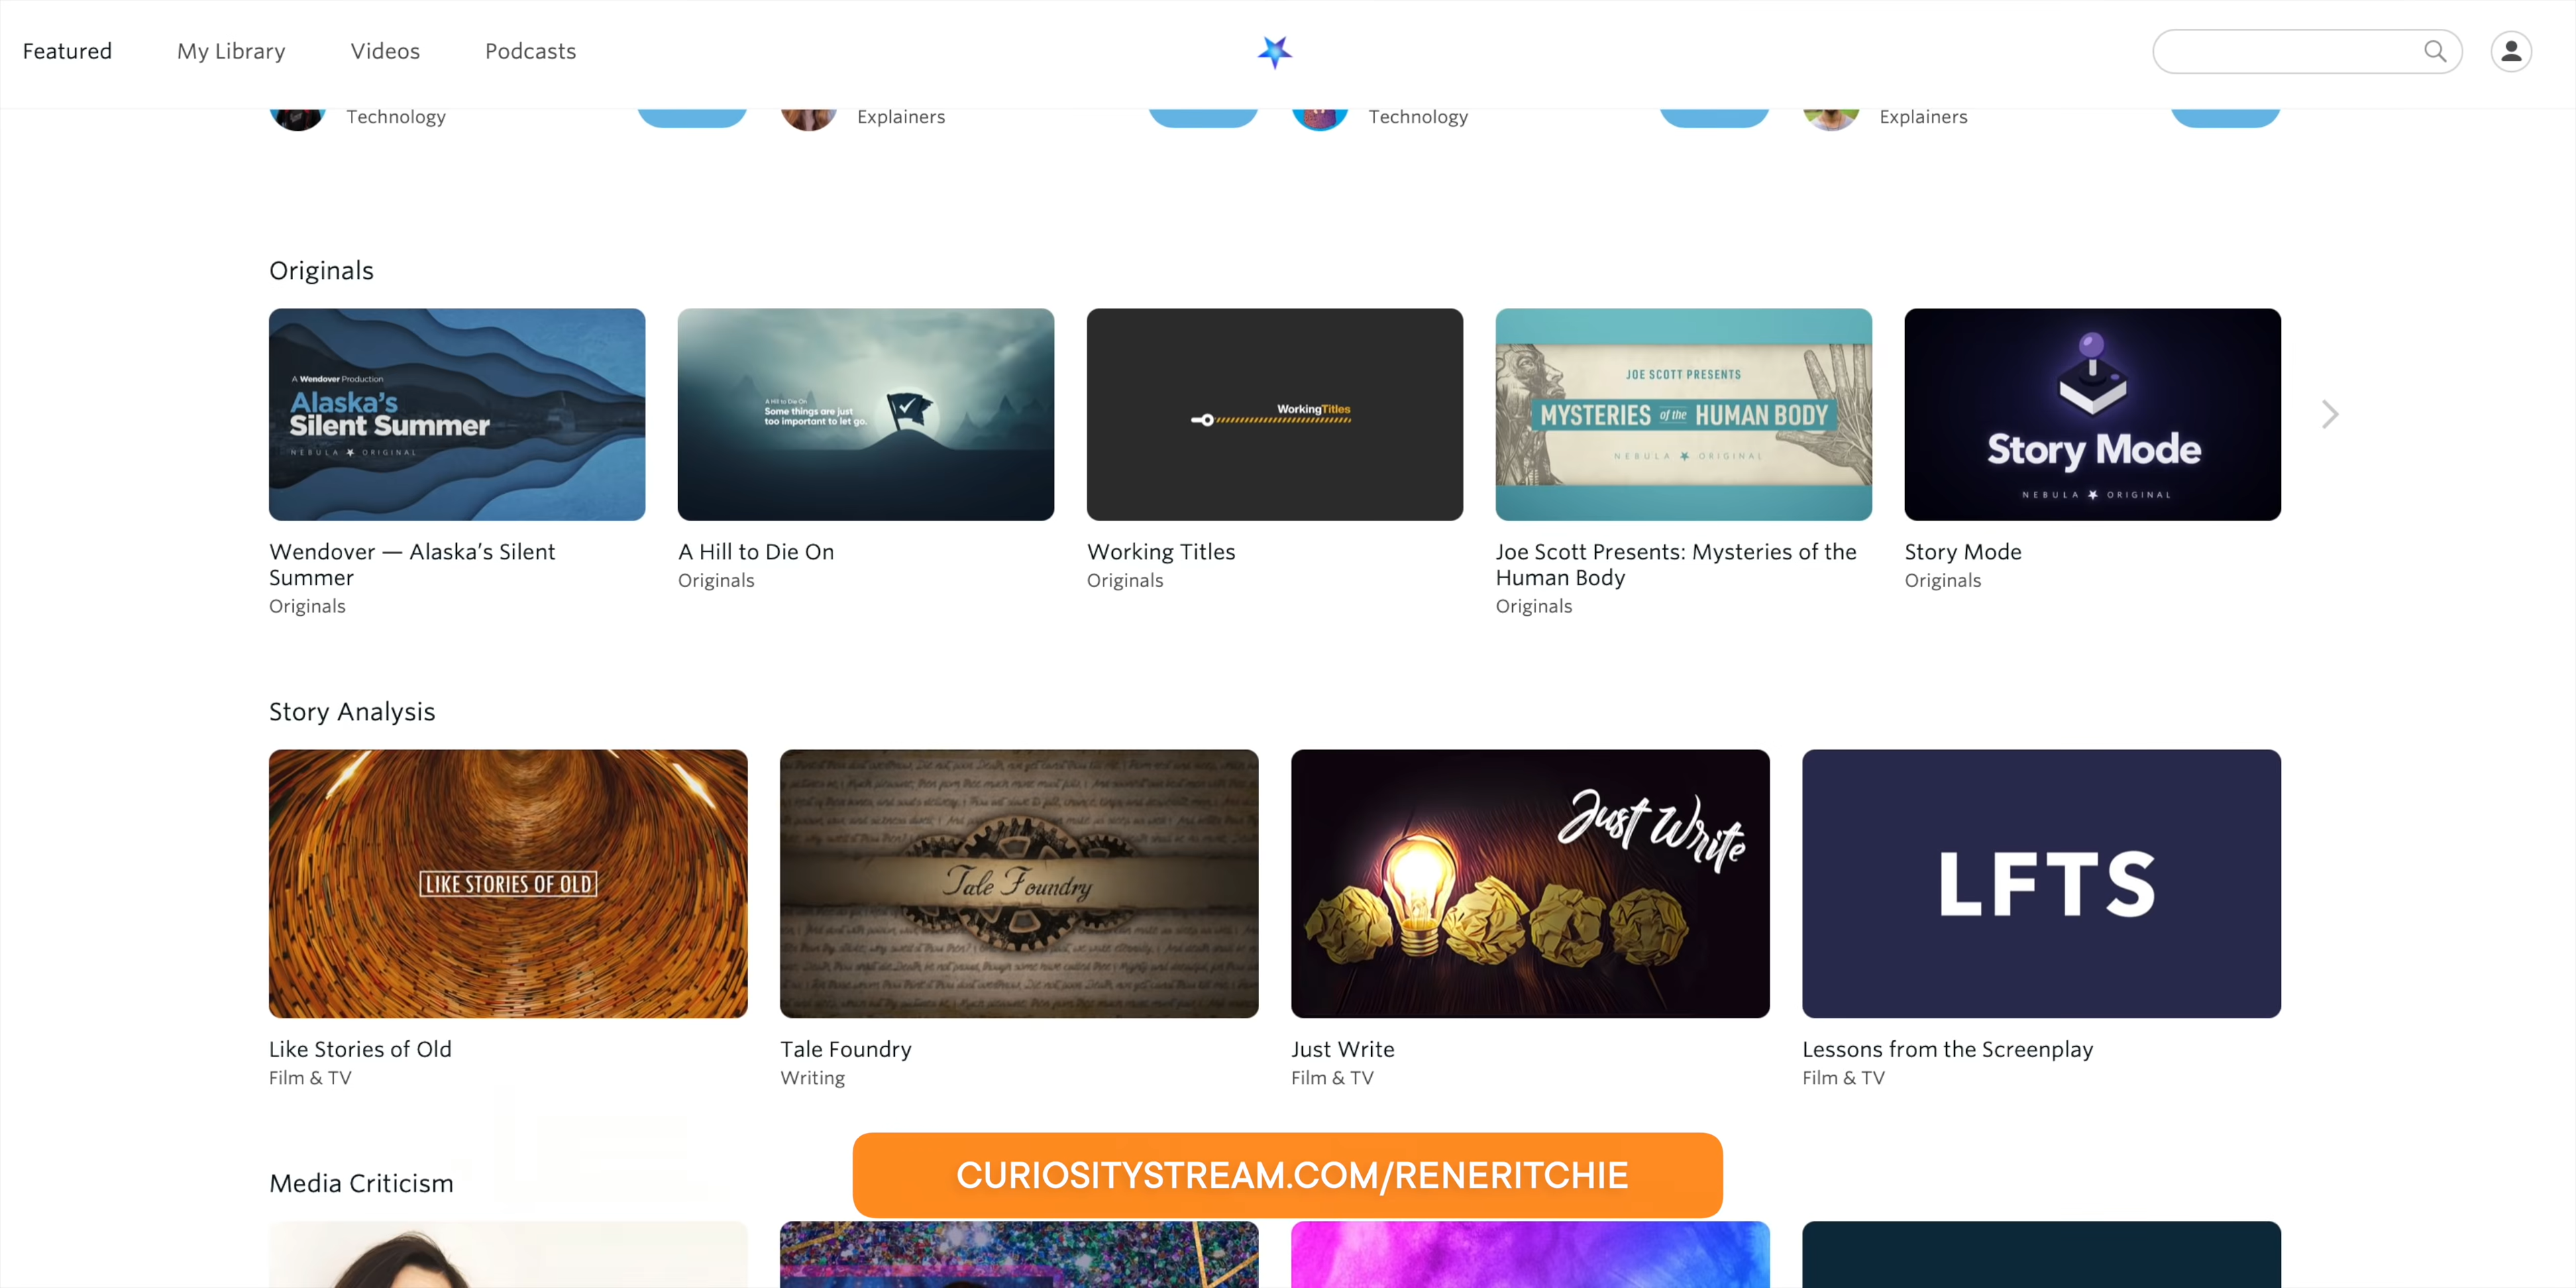 Featured
My Library
Videos
Podcasts
Technology
Explainers
Technology
Explainers
Originals
A Wendover Production
Alaska's
Silent Summer
NEBULA ORIGINAL
A Hill to Die On
Some things are just
too important to let go.
WorkingTitles
JOE SCOTT PRESENTS
MYSTERIES of the HUMAN BODY
NEBULA ORIGINAL
Story Mode
NEBULA ORIGINAL
Wendover — Alaska's Silent
Summer
Originals
A Hill to Die On
Originals
Working Titles
Originals
Joe Scott Presents: Mysteries of the
Human Body
Originals
Story Mode
Originals
Story Analysis
LIKE STORIES OF OLD
Tale Foundry
Just Write
LFTS
Like Stories of Old
Film & TV
Tale Foundry
Writing
Just Write
Film & TV
Lessons from the Screenplay
Film & TV
Media Criticism
CURIOSITYSTREAM.COM/RENERITCHIE